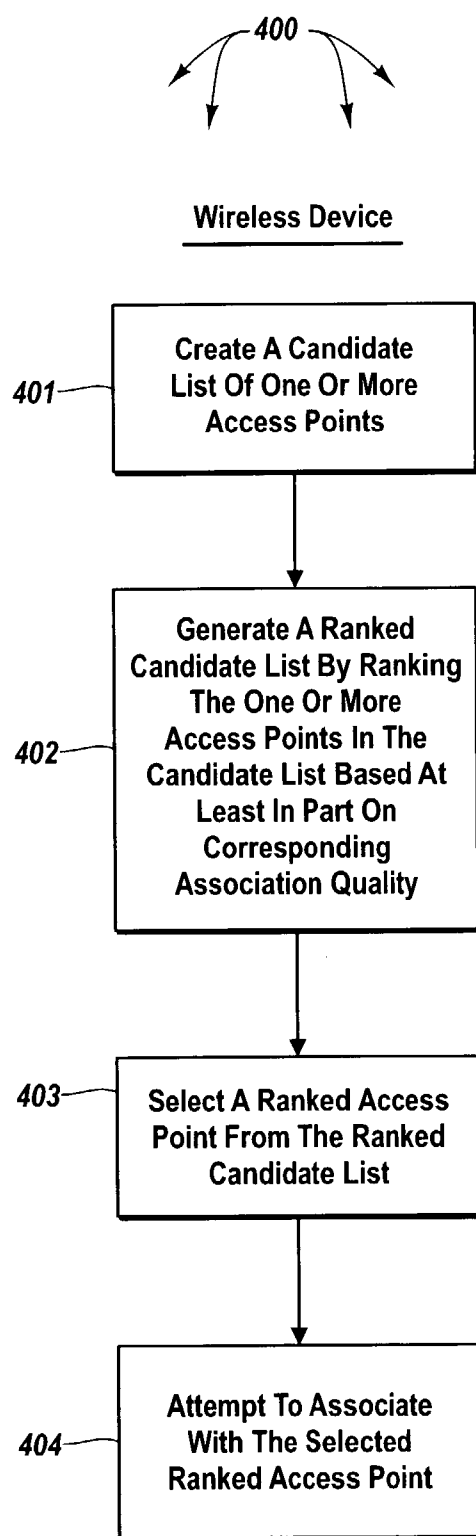 400
Wireless Device
401
Create A Candidate
List Of One Or More
Access Points
402
Generate A Ranked
Candidate List By Ranking
The One Or More
Access Points In The
Candidate List Based At
Least In Part On
Corresponding
Association Quality
403
Select A Ranked Access
Point From The Ranked
Candidate List
404
Attempt To Associate
With The Selected
Ranked Access Point